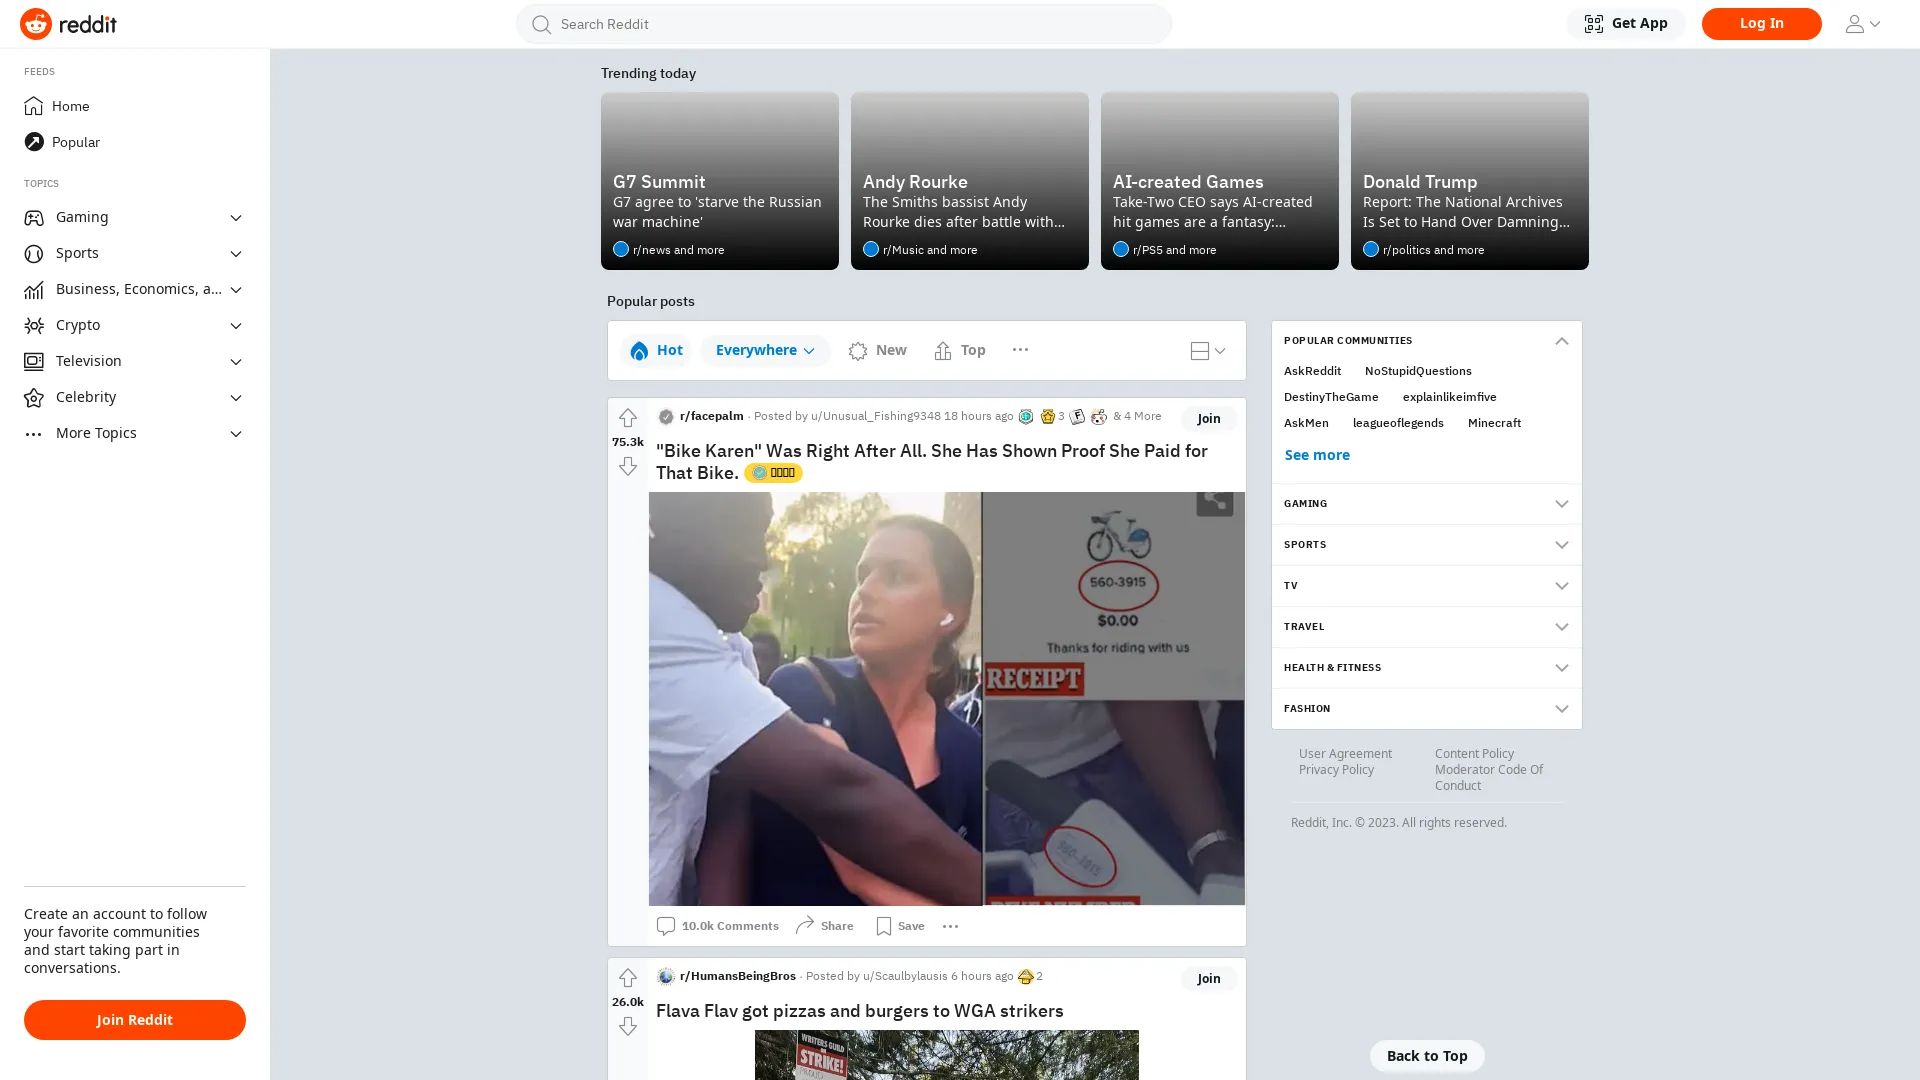 reddit
Search Reddit
Get App
Log In
FEEDS
Home
Popular
TOPICS
Gaming
Sports
Business, Economics, a...
Crypto
Television
Celebrity
More Topics
Create an account to follow
your favorite communities
and start taking part in
conversations.
Join Reddit
Trending today
G7 Summit
G7 agree to 'starve the Russian
war machine'
r/news and more
Andy Rourke
The Smiths bassist Andy
Rourke dies after battle with...
r/Music and more
AI-created Games
Take-Two CEO says AI-created
hit games are a fantasy:...
r/PS5 and more
Donald Trump
Report: The National Archives
Is Set to Hand Over Damning...
r/politics and more
Popular posts
Hot
Everywhere
New
Top
75.3k
r/facepalm · Posted by u/Unusual_Fishing9348 18 hours ago 3 & 4 More
Join
"Bike Karen" Was Right After All. She Has Shown Proof She Paid for
That Bike.
560-3915
$0.00
Thanks for riding with us
RECEIPT
560-3915
10.0k Comments
Share
Save
26.0k
r/HumansBeingBros · Posted by u/Scaulbylausis 6 hours ago 2
Join
Flava Flav got pizzas and burgers to WGA strikers
WRITERS GUILD
ON
STRIKE!
POPULAR COMMUNITIES
AskReddit NoStupidQuestions
DestinyTheGame explainlikeimfive
AskMen leagueoflegends Minecraft
See more
GAMING
SPORTS
TV
TRAVEL
HEALTH & FITNESS
FASHION
User Agreement
Privacy Policy
Content Policy
Moderator Code Of
Conduct
Reddit, Inc. © 2023. All rights reserved.
Back to Top